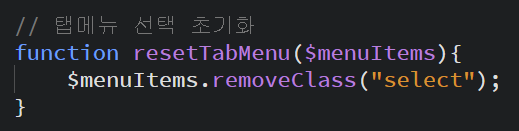 // 탭메뉴 선택 초기화
function resetTabMenu($menuItems){
    $menuItems.removeClass("select");
}